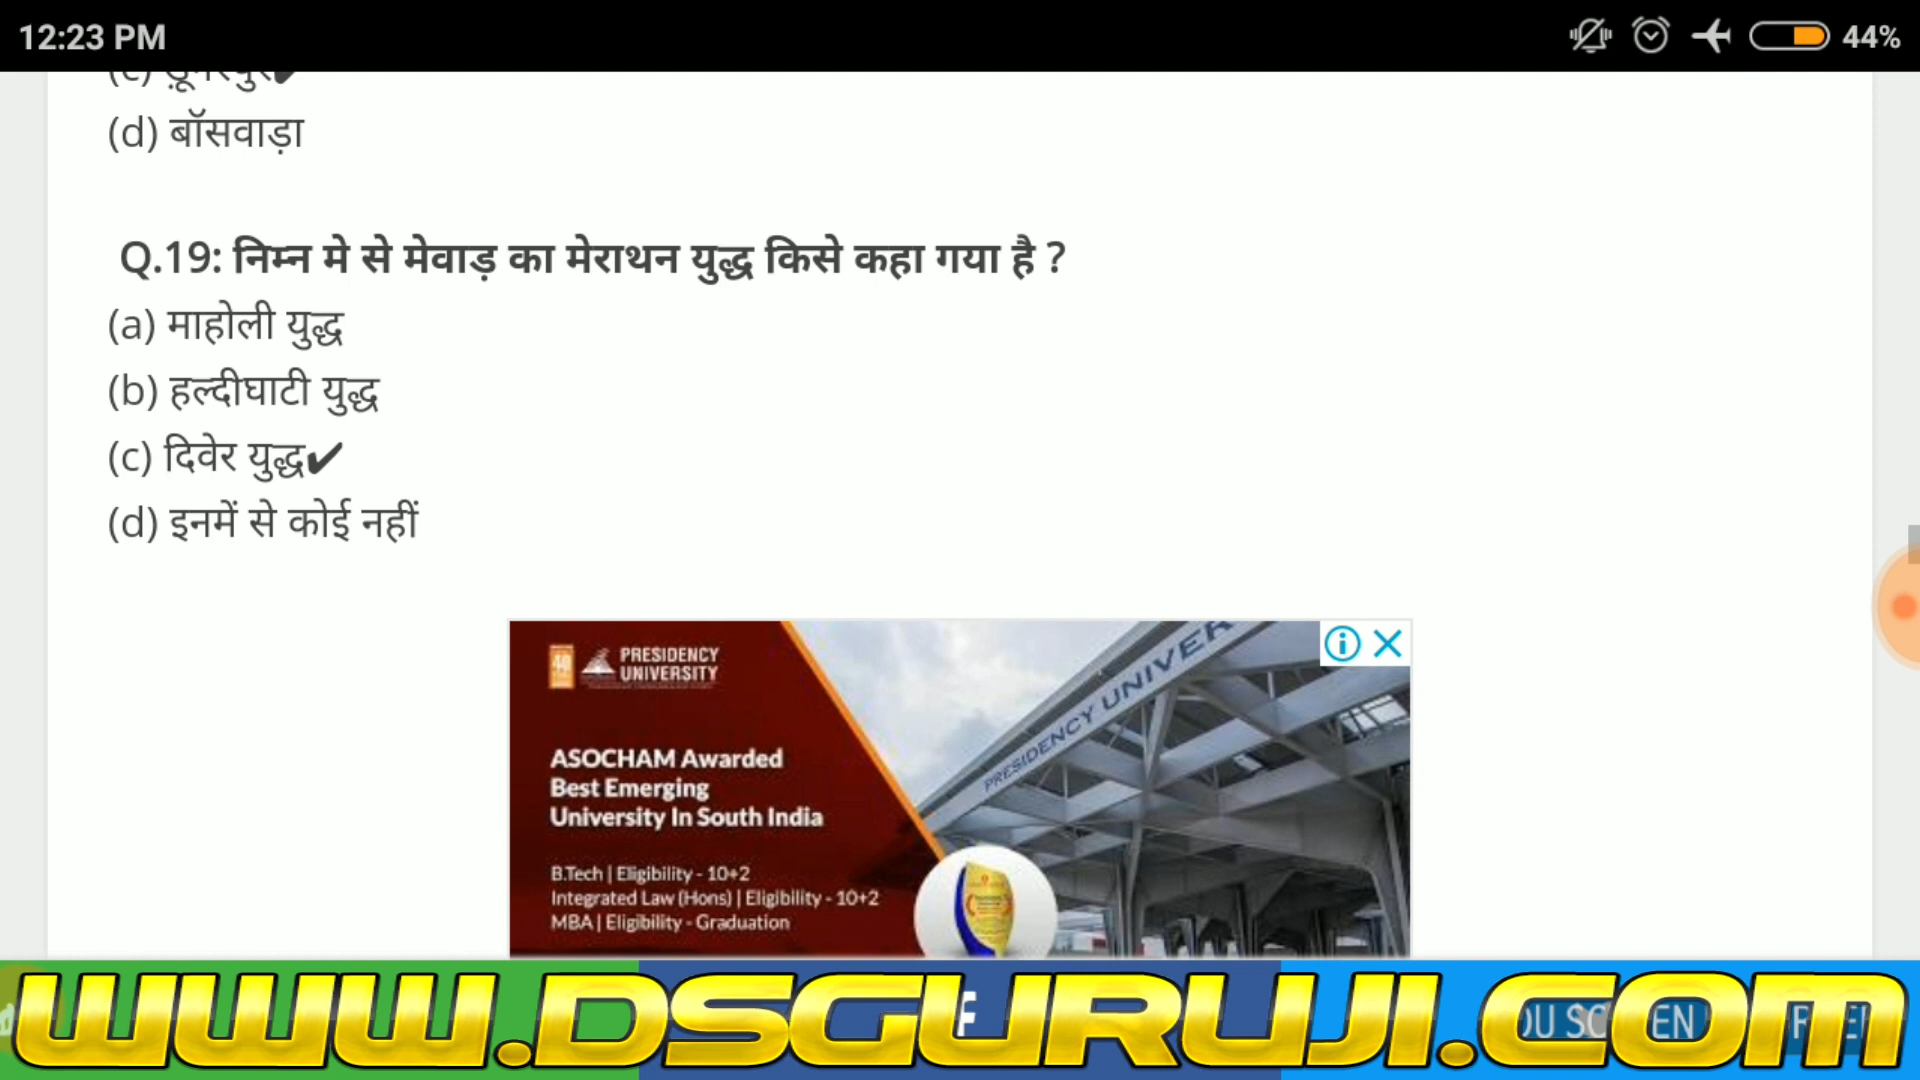 12:23 PM
44%
(c) डूंगरपुर✔
(d) बॉसवाड़ा
Q.19: निम्न मे से मेवाड़ का मेराथन युद्ध किसे कहा गया है ?
(a) माहोली युद्ध
(b) हल्दीघाटी युद्ध
(c) दिवेर युद्ध✔
(d) इनमें से कोई नहीं
PRESIDENCY
UNIVERSITY
PRESIDENCY UNIVER
ASOCHAM Awarded
Best Emerging
University In South India
B.Tech | Eligibility - 10+2
Integrated Law (Hons) | Eligibility - 10+2
MBA | Eligibility - Graduation
WWW.DSGURUJI.COM